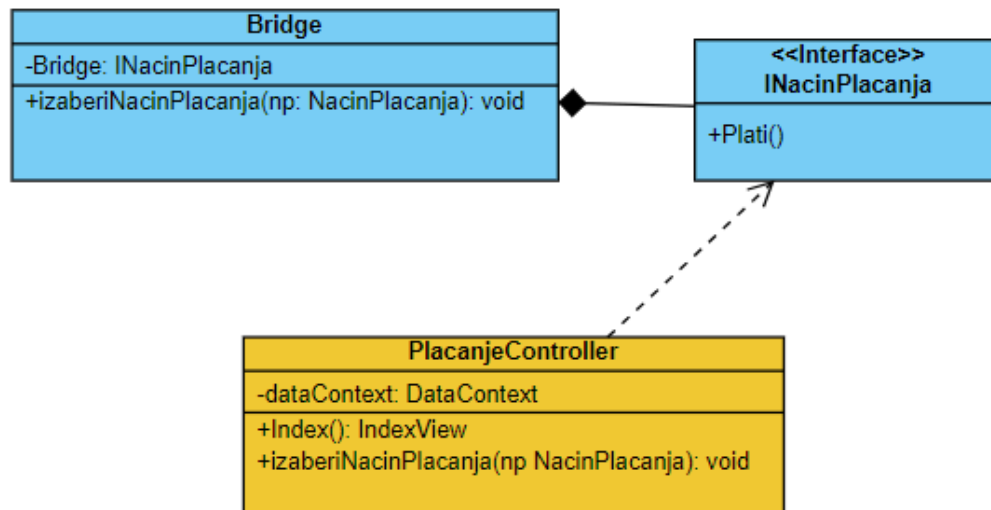 Bridge
-Bridge: INacinPlacanja
+izaberiNacinPlacanja(np: NacinPlacanja): void
<<Interface>>
INacinPlacanja
+Plati()
PlacanjeController
-dataContext: DataContext
+Index(): IndexView
+izaberiNacinPlacanja(np NacinPlacanja): void